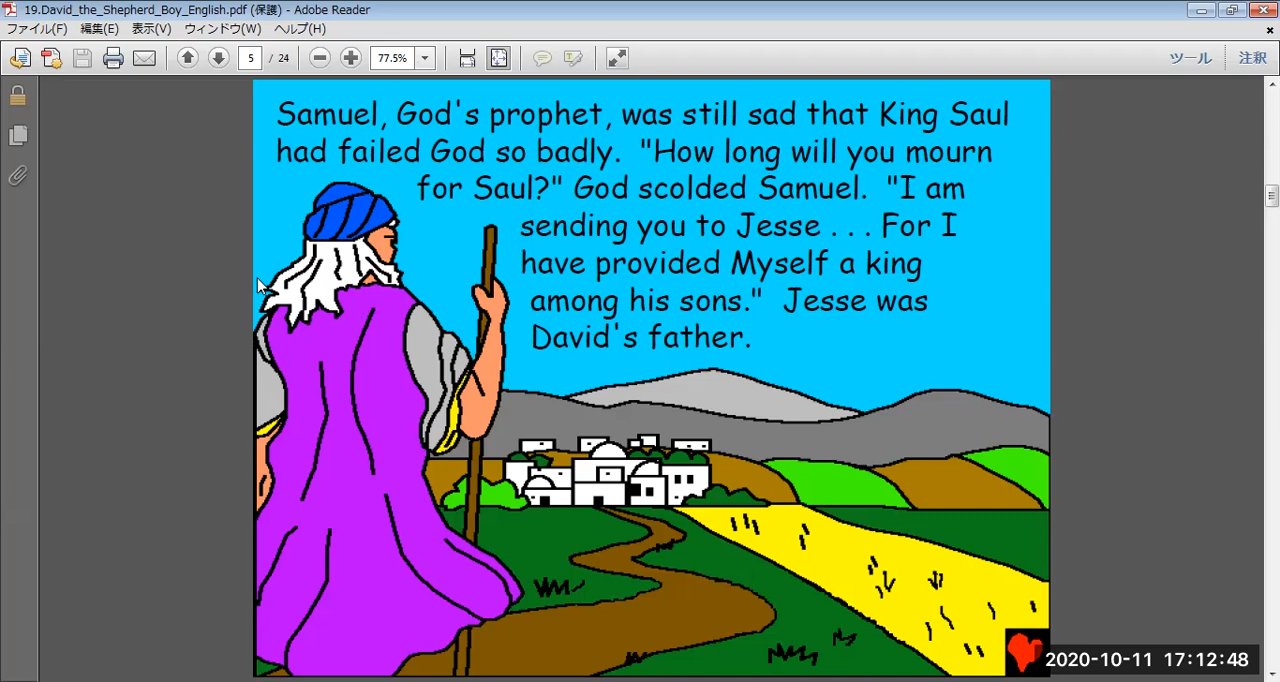 19.David_the_Shepherd_Boy_English.pdf (保護) - Adobe Reader
ファイル(F) 編集(E) 表示(V) ウィンドウ(W) ヘルプ(H)
5 / 24 77.5% ツール 注釈
Samuel, God's prophet, was still sad that King Saul
had failed God so badly. "How long will you mourn
for Saul?" God scolded Samuel. "I am
sending you to Jesse . . . For I
have provided Myself a king
among his sons." Jesse was
David's father.
2020-10-11 17:12:48